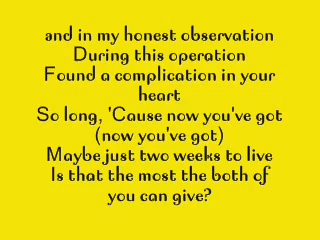 and in my honest observation
During this operation
Found a complication in your
heart
So long, 'Cause now you've got
(now you've got)
Maybe just two weeks to live
Is that the most the both of
you can give?